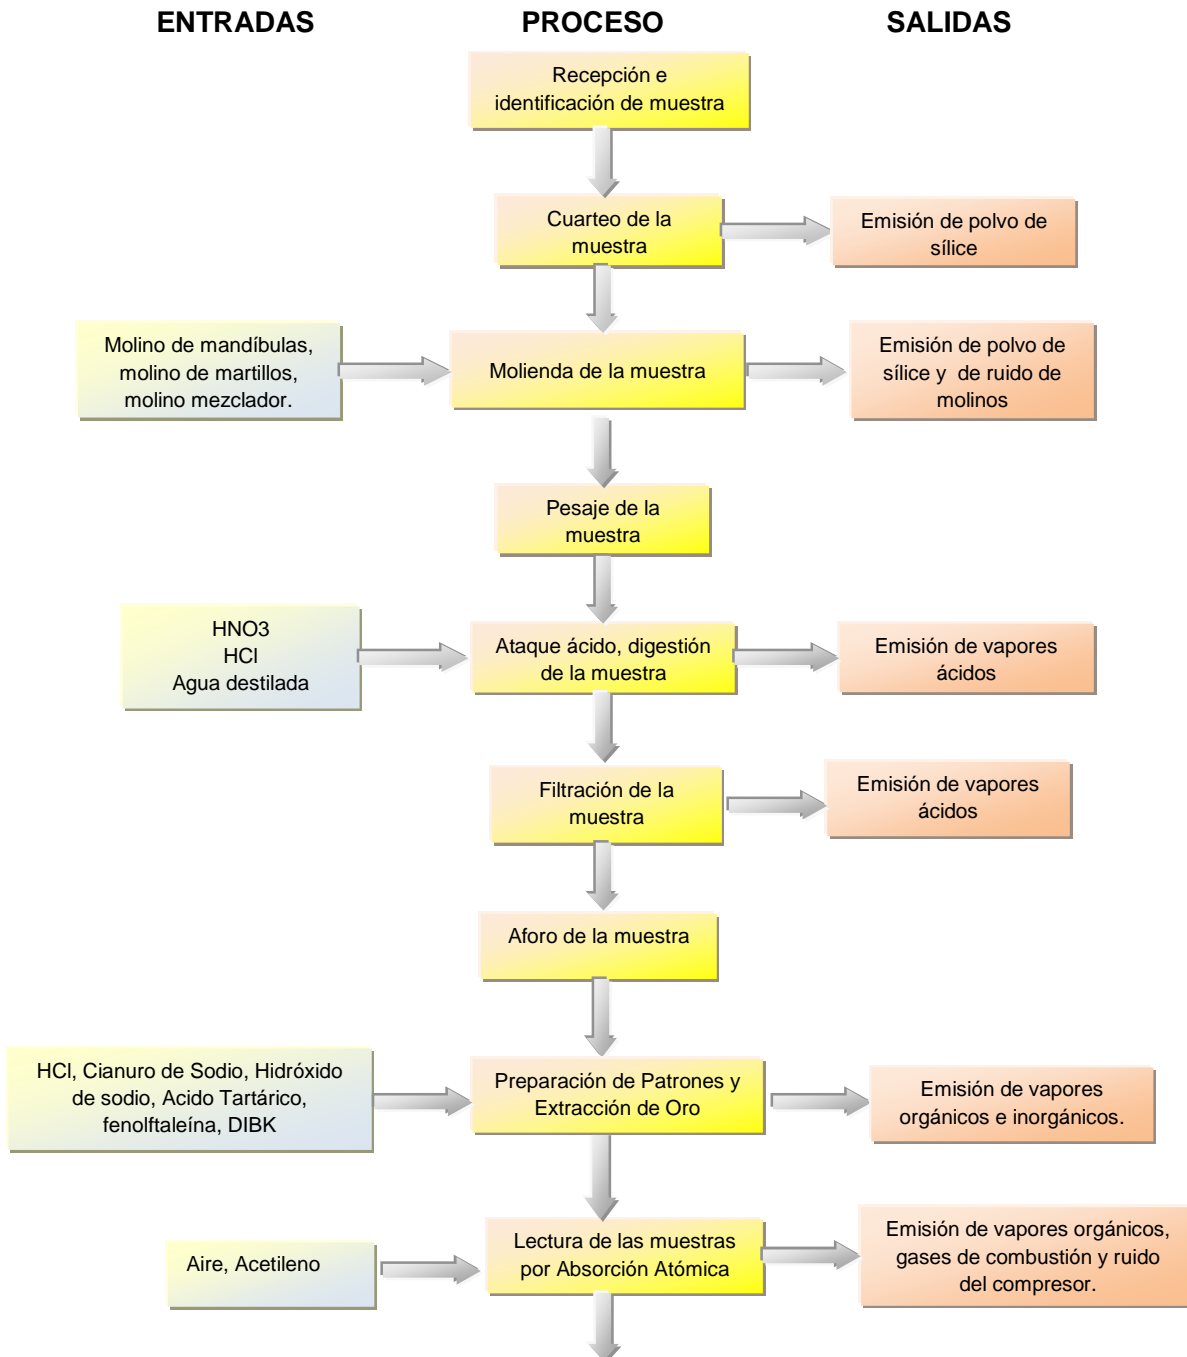 ENTRADAS PROCESO SALIDAS
Recepción e
identificación de muestra
Cuarteo de la
muestra
Emisión de polvo de
sílice
Molino de mandíbulas,
molino de martillos,
molino mezclador.
Molienda de la muestra
Emisión de polvo de
sílice y de ruido de
molinos
Pesaje de la
muestra
HNO3
HCl
Agua destilada
Ataque ácido, digestión
de la muestra
Emisión de vapores
ácidos
Filtración de la
muestra
Emisión de vapores
ácidos
Aforo de la muestra
HCl, Cianuro de Sodio, Hidróxido
de sodio, Acido Tartárico,
fenolftaleína, DIBK
Preparación de Patrones y
Extracción de Oro
Emisión de vapores
orgánicos e inorgánicos.
Aire, Acetileno
Lectura de las muestras
por Absorción Atómica
Emisión de vapores orgánicos,
gases de combustión y ruido
del compresor.